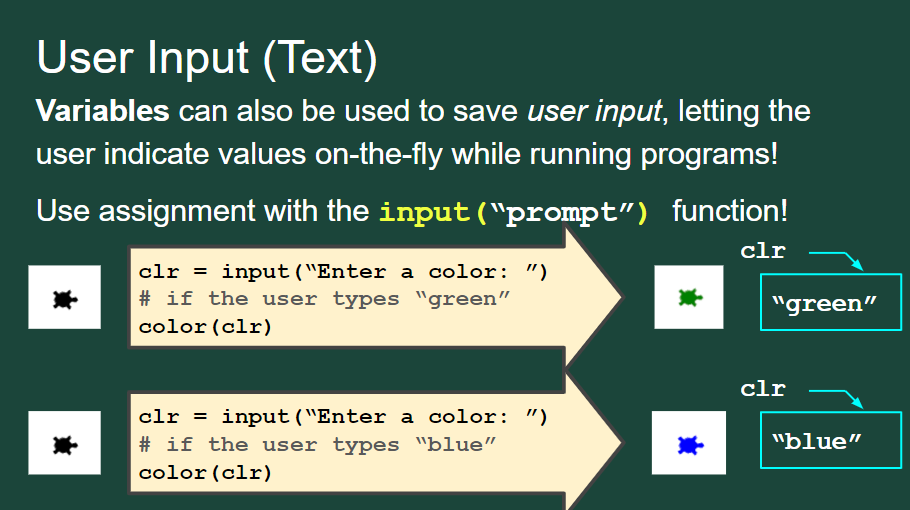 User Input (Text)
Variables can also be used to save user input, letting the
user indicate values on-the-fly while running programs!
Use assignment with the input(“prompt”) function!
clr = input(“Enter a color: ”)
# if the user types “green”
color(clr)
clr
“green”
clr = input(“Enter a color: ”)
# if the user types “blue”
color(clr)
clr
“blue”